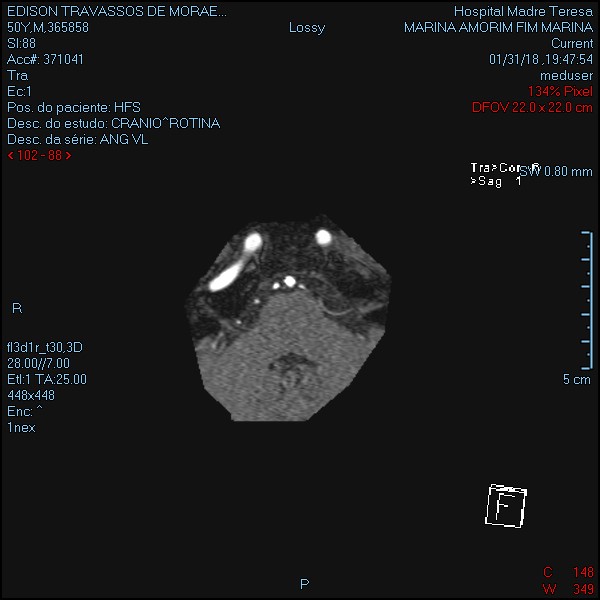 EDISON TRAVASSOS DE MORAE...
50Y,M,365858
SI:88
Acc#: 371041
Tra
Ec:1
Pos. do paciente: HFS
Desc. do estudo: CRANIO^ROTINA
Desc. da série: ANG VL
< 102 - 88 >
Lossy
Hospital Madre Teresa
MARINA AMORIM FIM MARINA
Current
01/31/18 ,19:47:54
meduser
134% Pixel
DFOV 22.0 x 22.0 cm
Tra>Cor
SW 0.80 mm
>Sag 1
R
fl3d1r_t30,3D
28.00//7.00
Etl:1 TA:25.00
448x448
Enc: ^
1nex
5 cm
F
P
C 148
W 349